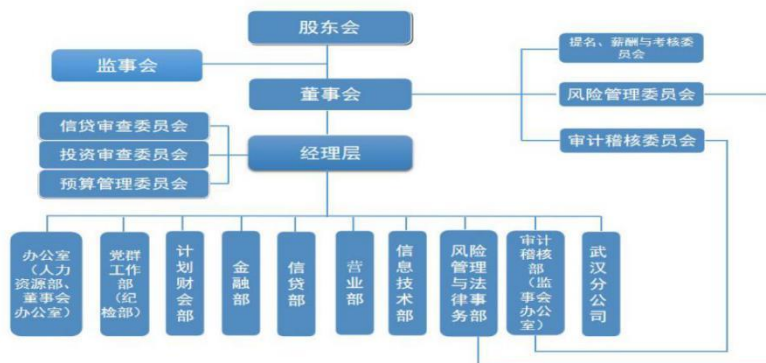 股东会
监事会
董事会
提名、薪酬与考核委
员会
风险管理委员会
审计稽核委员会
信贷审查委员会
投资审查委员会
预算管理委员会
经理层
办公室
（人力
资源部、
董事会
办公室）
党群
工作
部
（纪
检部）
计划财会部
金融部
信贷部
营业部
信息技术部
风险
管理
与法
律事
务部
审计
稽核
部
（监
事会
办公
室）
武汉分公司